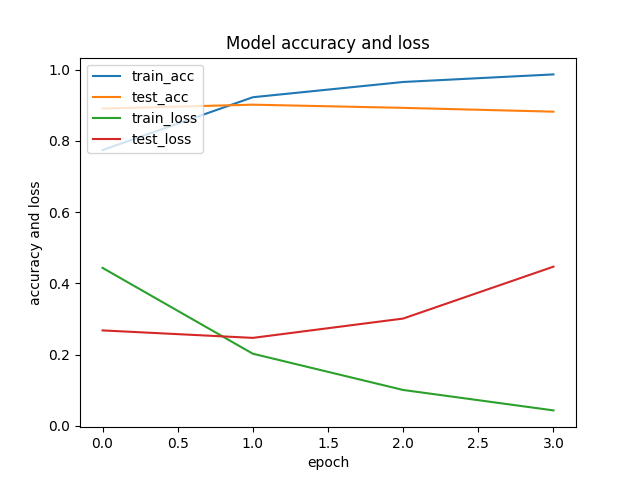 Model accuracy and loss
train_acc
test_acc
train_loss
test_loss
accuracy and loss
1.0
0.8
0.6
0.4
0.2
0.0
0.0 0.5 1.0 1.5 2.0 2.5 3.0
epoch